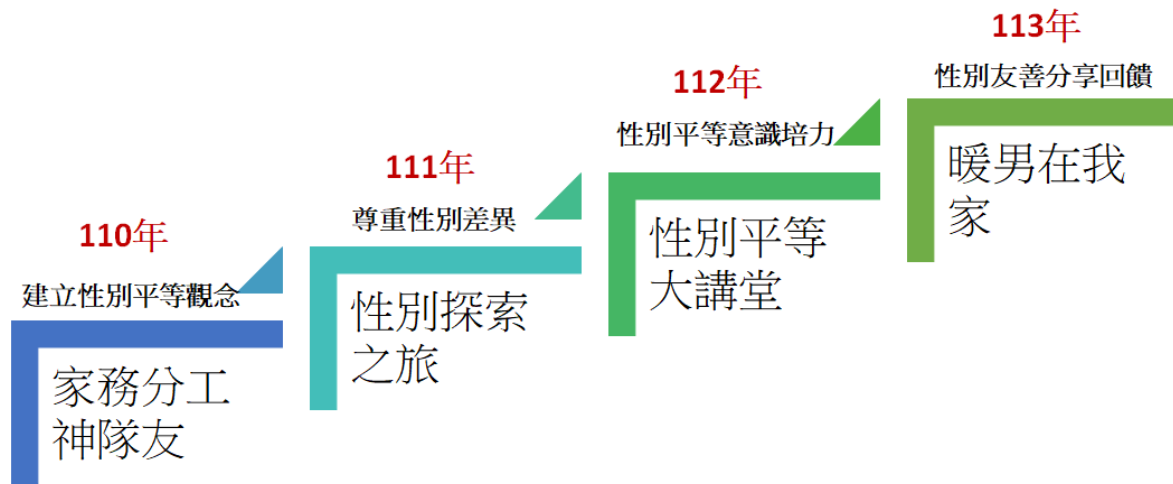 110年
建立性別平等觀念
家務分工
神隊友
111年
尊重性別差異
性別探索
之旅
112年
性別平等意識培力
性別平等
大講堂
113年
性別友善分享回饋
暖男在我
家